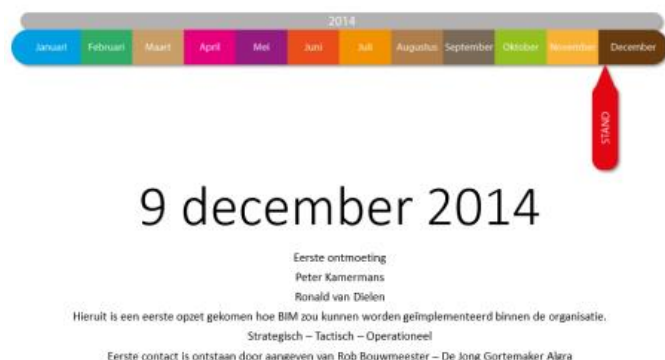 2014
Januari Februari Maart April Mei Juni Juli Augustus September Oktober November December
STAND
9 december 2014
Eerste ontmoeting
Peter Kamermans
Ronald van Dielen
Hieruit is een eerste opzet gekomen hoe BIM zou kunnen worden geïmplementeerd binnen de organisatie.
Strategisch – Tactisch – Operationeel
Eerste contact is ontstaan door aangeven van Rob Bouwmeester – De Jong Gortemaker Algra